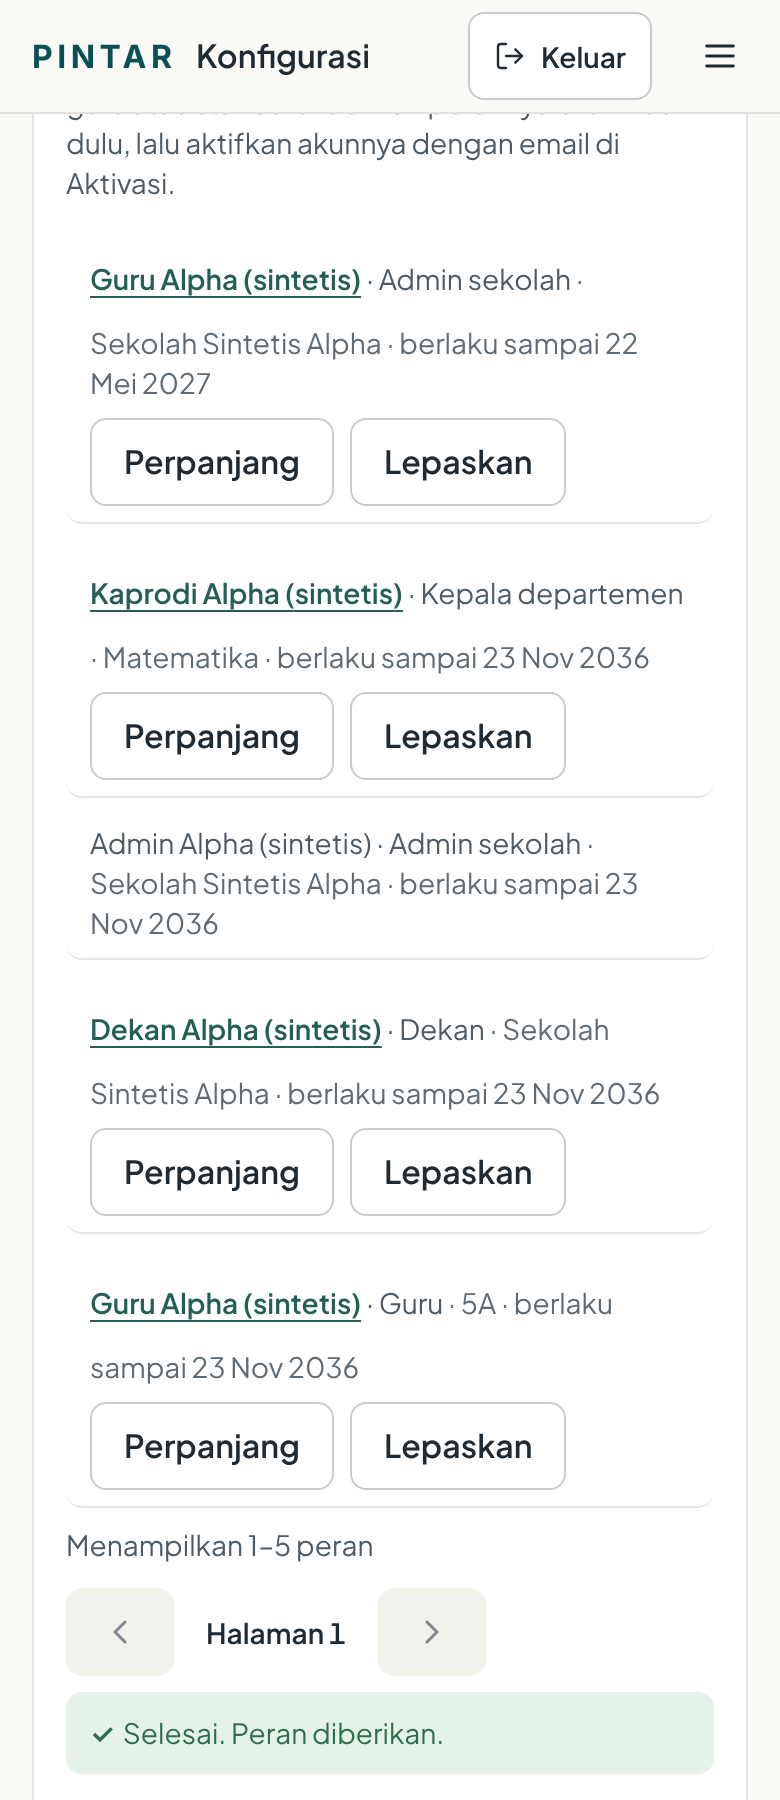 PINTAR Konfigurasi
Keluar
dulu, lalu aktifkan akunnya dengan email di
Aktivasi.
Guru Alpha (sintetis) · Admin sekolah ·
Sekolah Sintetis Alpha · berlaku sampai 22
Mei 2027
Perpanjang
Lepaskan
Kaprodi Alpha (sintetis) · Kepala departemen
· Matematika · berlaku sampai 23 Nov 2036
Perpanjang
Lepaskan
Admin Alpha (sintetis) · Admin sekolah ·
Sekolah Sintetis Alpha · berlaku sampai 23
Nov 2036
Dekan Alpha (sintetis) · Dekan · Sekolah
Sintetis Alpha · berlaku sampai 23 Nov 2036
Perpanjang
Lepaskan
Guru Alpha (sintetis) · Guru · 5A · berlaku
sampai 23 Nov 2036
Perpanjang
Lepaskan
Menampilkan 1–5 peran
Halaman 1
✓ Selesai. Peran diberikan.